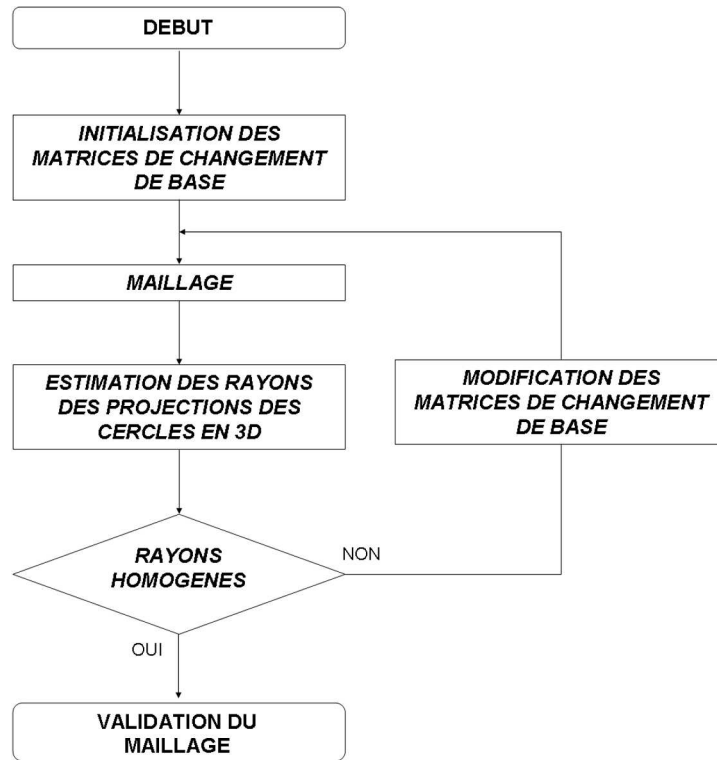 DEBUT
INITIALISATION DES
MATRICES DE CHANGEMENT
DE BASE
MAILLAGE
ESTIMATION DES RAYONS
DES PROJECTIONS DES
CERCLES EN 3D
MODIFICATION DES
MATRICES DE CHANGEMENT
DE BASE
RAYONS
HOMOGENES
NON
OUI
VALIDATION DU
MAILLAGE